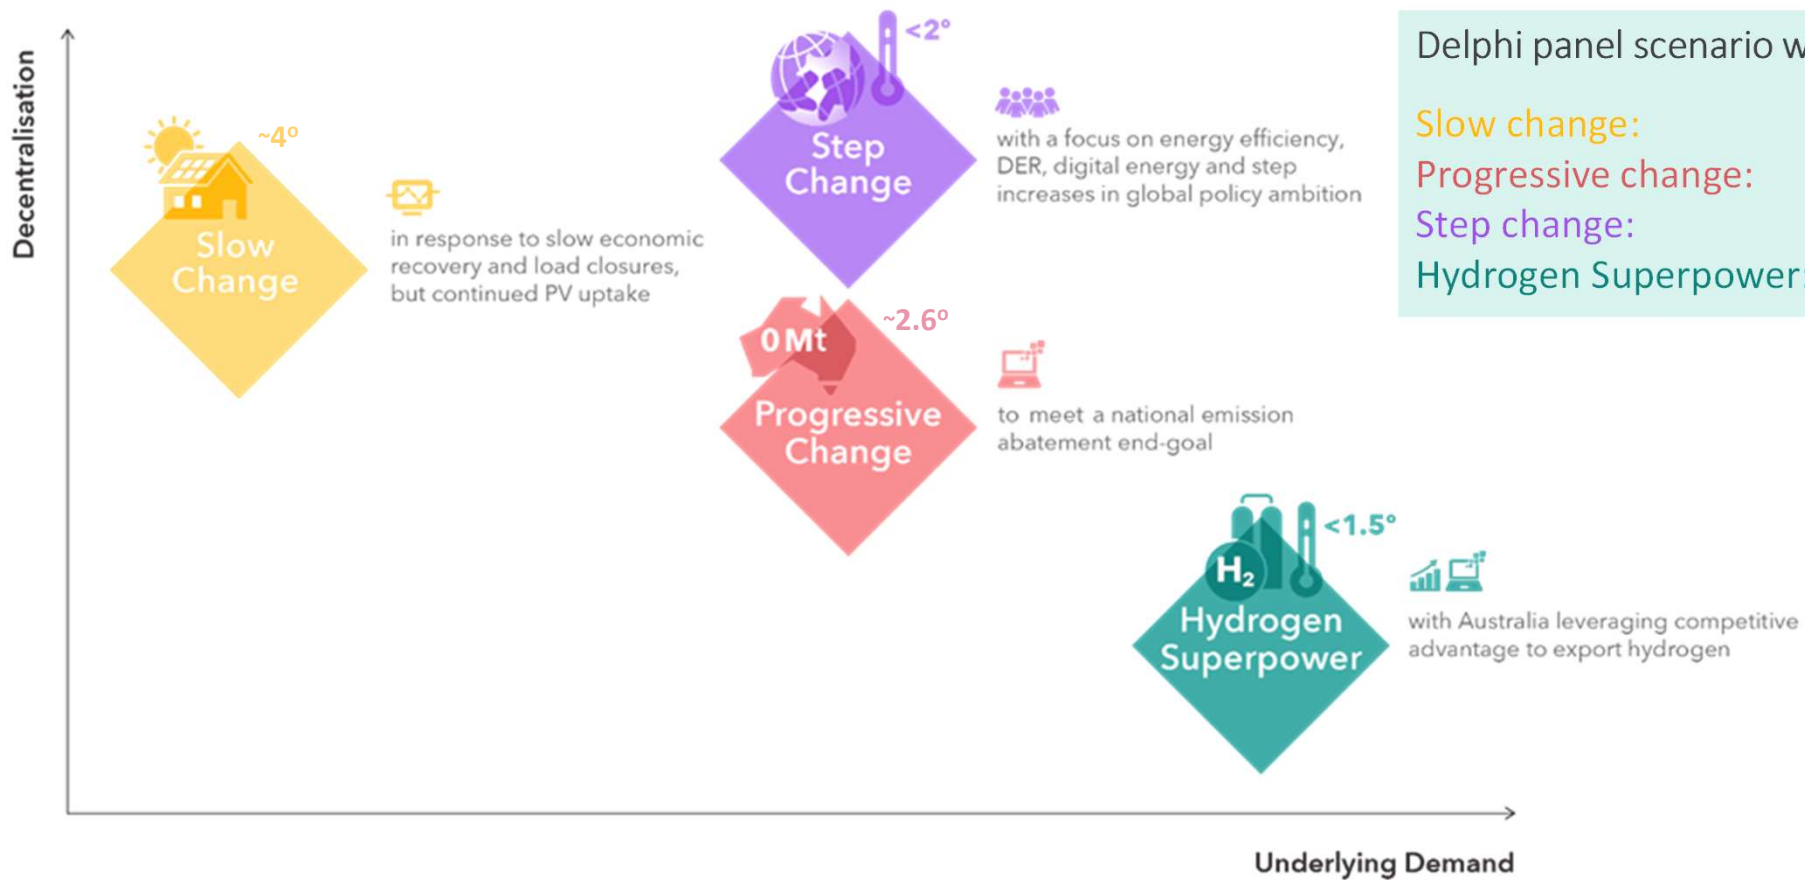 Decentralisation
~4°
Slow
Change
in response to slow economic
recovery and load closures,
but continued PV uptake
<2°
Step
Change
with a focus on energy efficiency,
DER, digital energy and step
increases in global policy ambition
0 Mt
~2.6°
Progressive
Change
to meet a national emission
abatement end-goal
H₂
<1.5°
Hydrogen
Superpower
with Australia leveraging competitive
advantage to export hydrogen
Underlying Demand
Delphi panel scenario
Slow change:
Progressive change:
Step change:
Hydrogen Superpower: